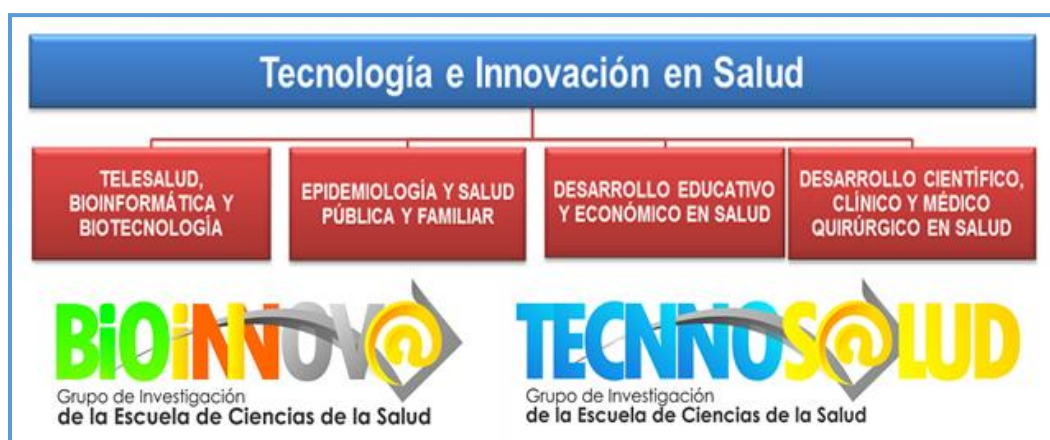 Tecnología e Innovación en Salud
TELESALUD,
BIOINFORMÁTICA Y
BIOTECNOLOGÍA
EPIDEMIOLOGÍA Y SALUD
PÚBLICA Y FAMILIAR
DESARROLLO EDUCATIVO
Y ECONÓMICO EN SALUD
DESARROLLO CIENTÍFICO,
CLÍNICO Y MÉDICO
QUIRÚRGICO EN SALUD
BiOiNNOV@
Grupo de Investigación
de la Escuela de Ciencias de la Salud
TECNNOS@LUD
Grupo de Investigación
de la Escuela de Ciencias de la Salud